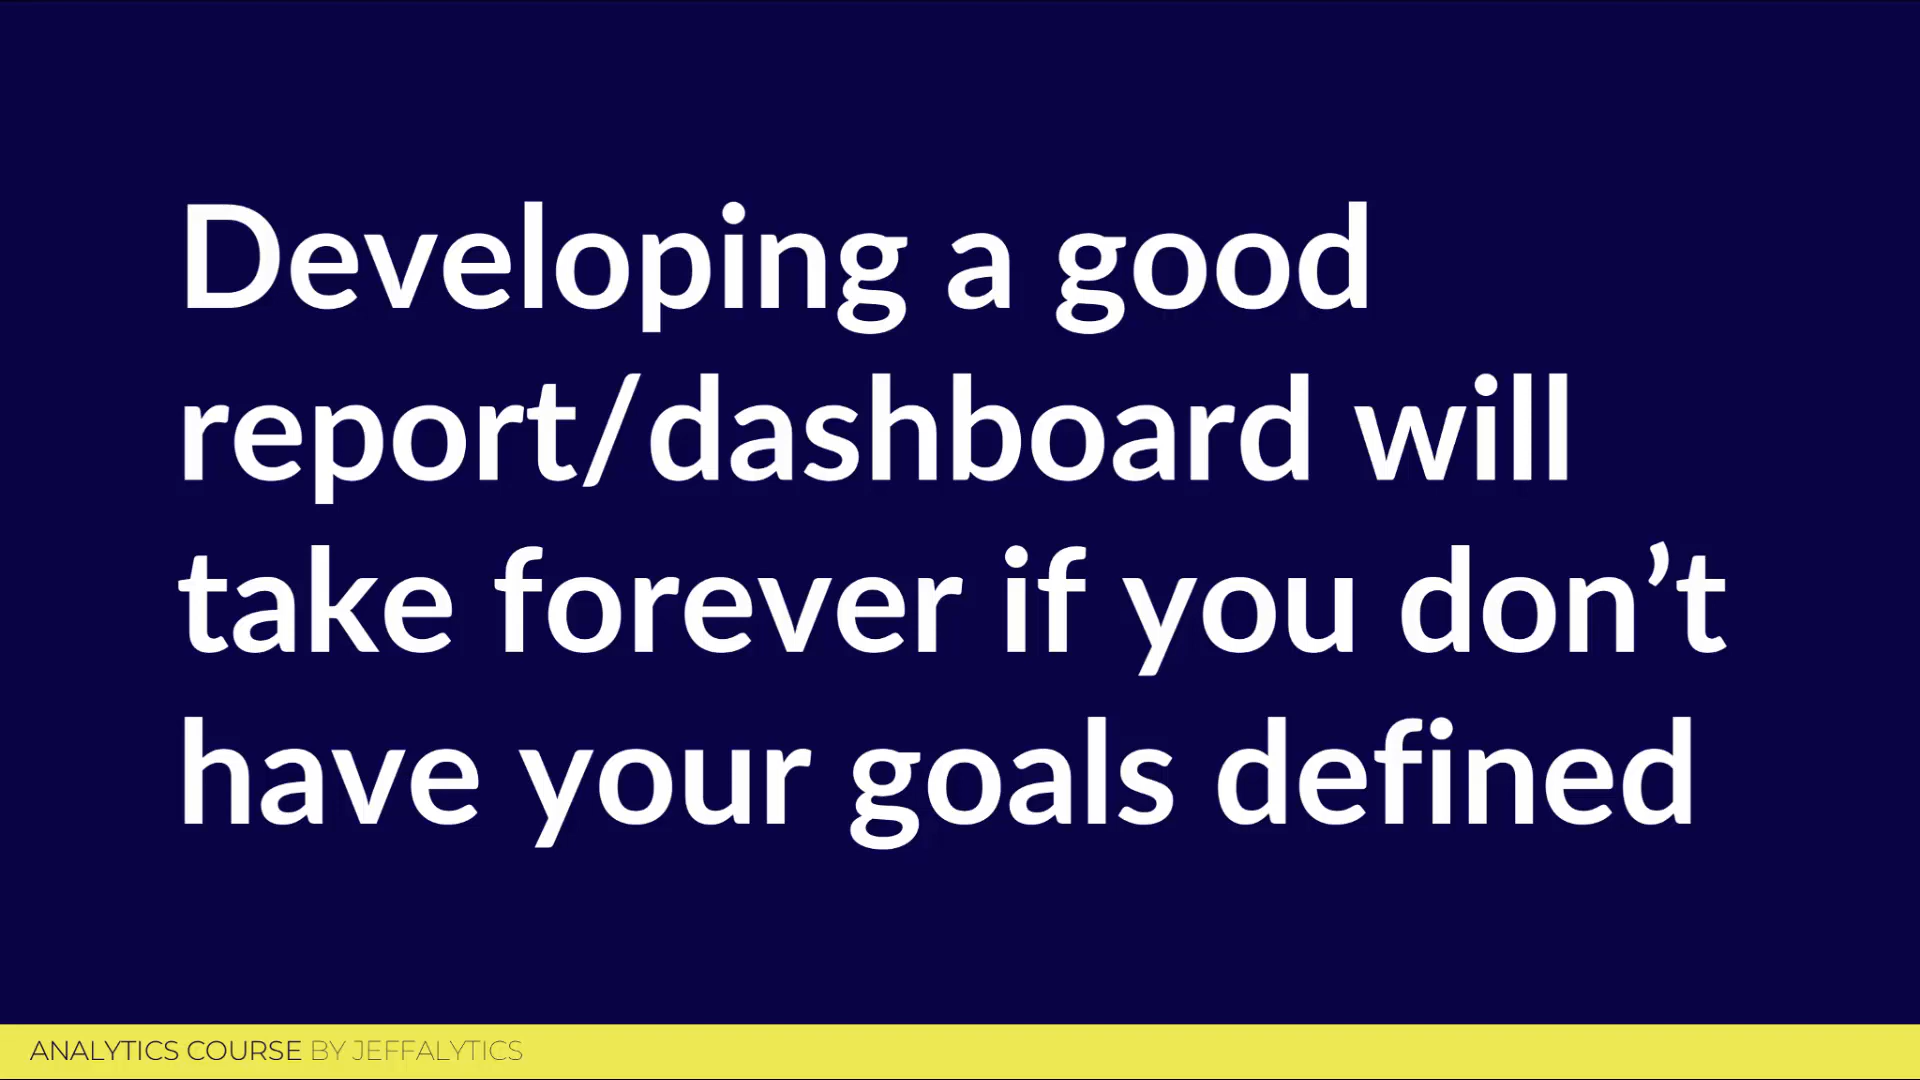 Developing a good
report/dashboard will
take forever if you don’t
have your goals defined
ANALYTICS COURSE BY JEFFALYTICS